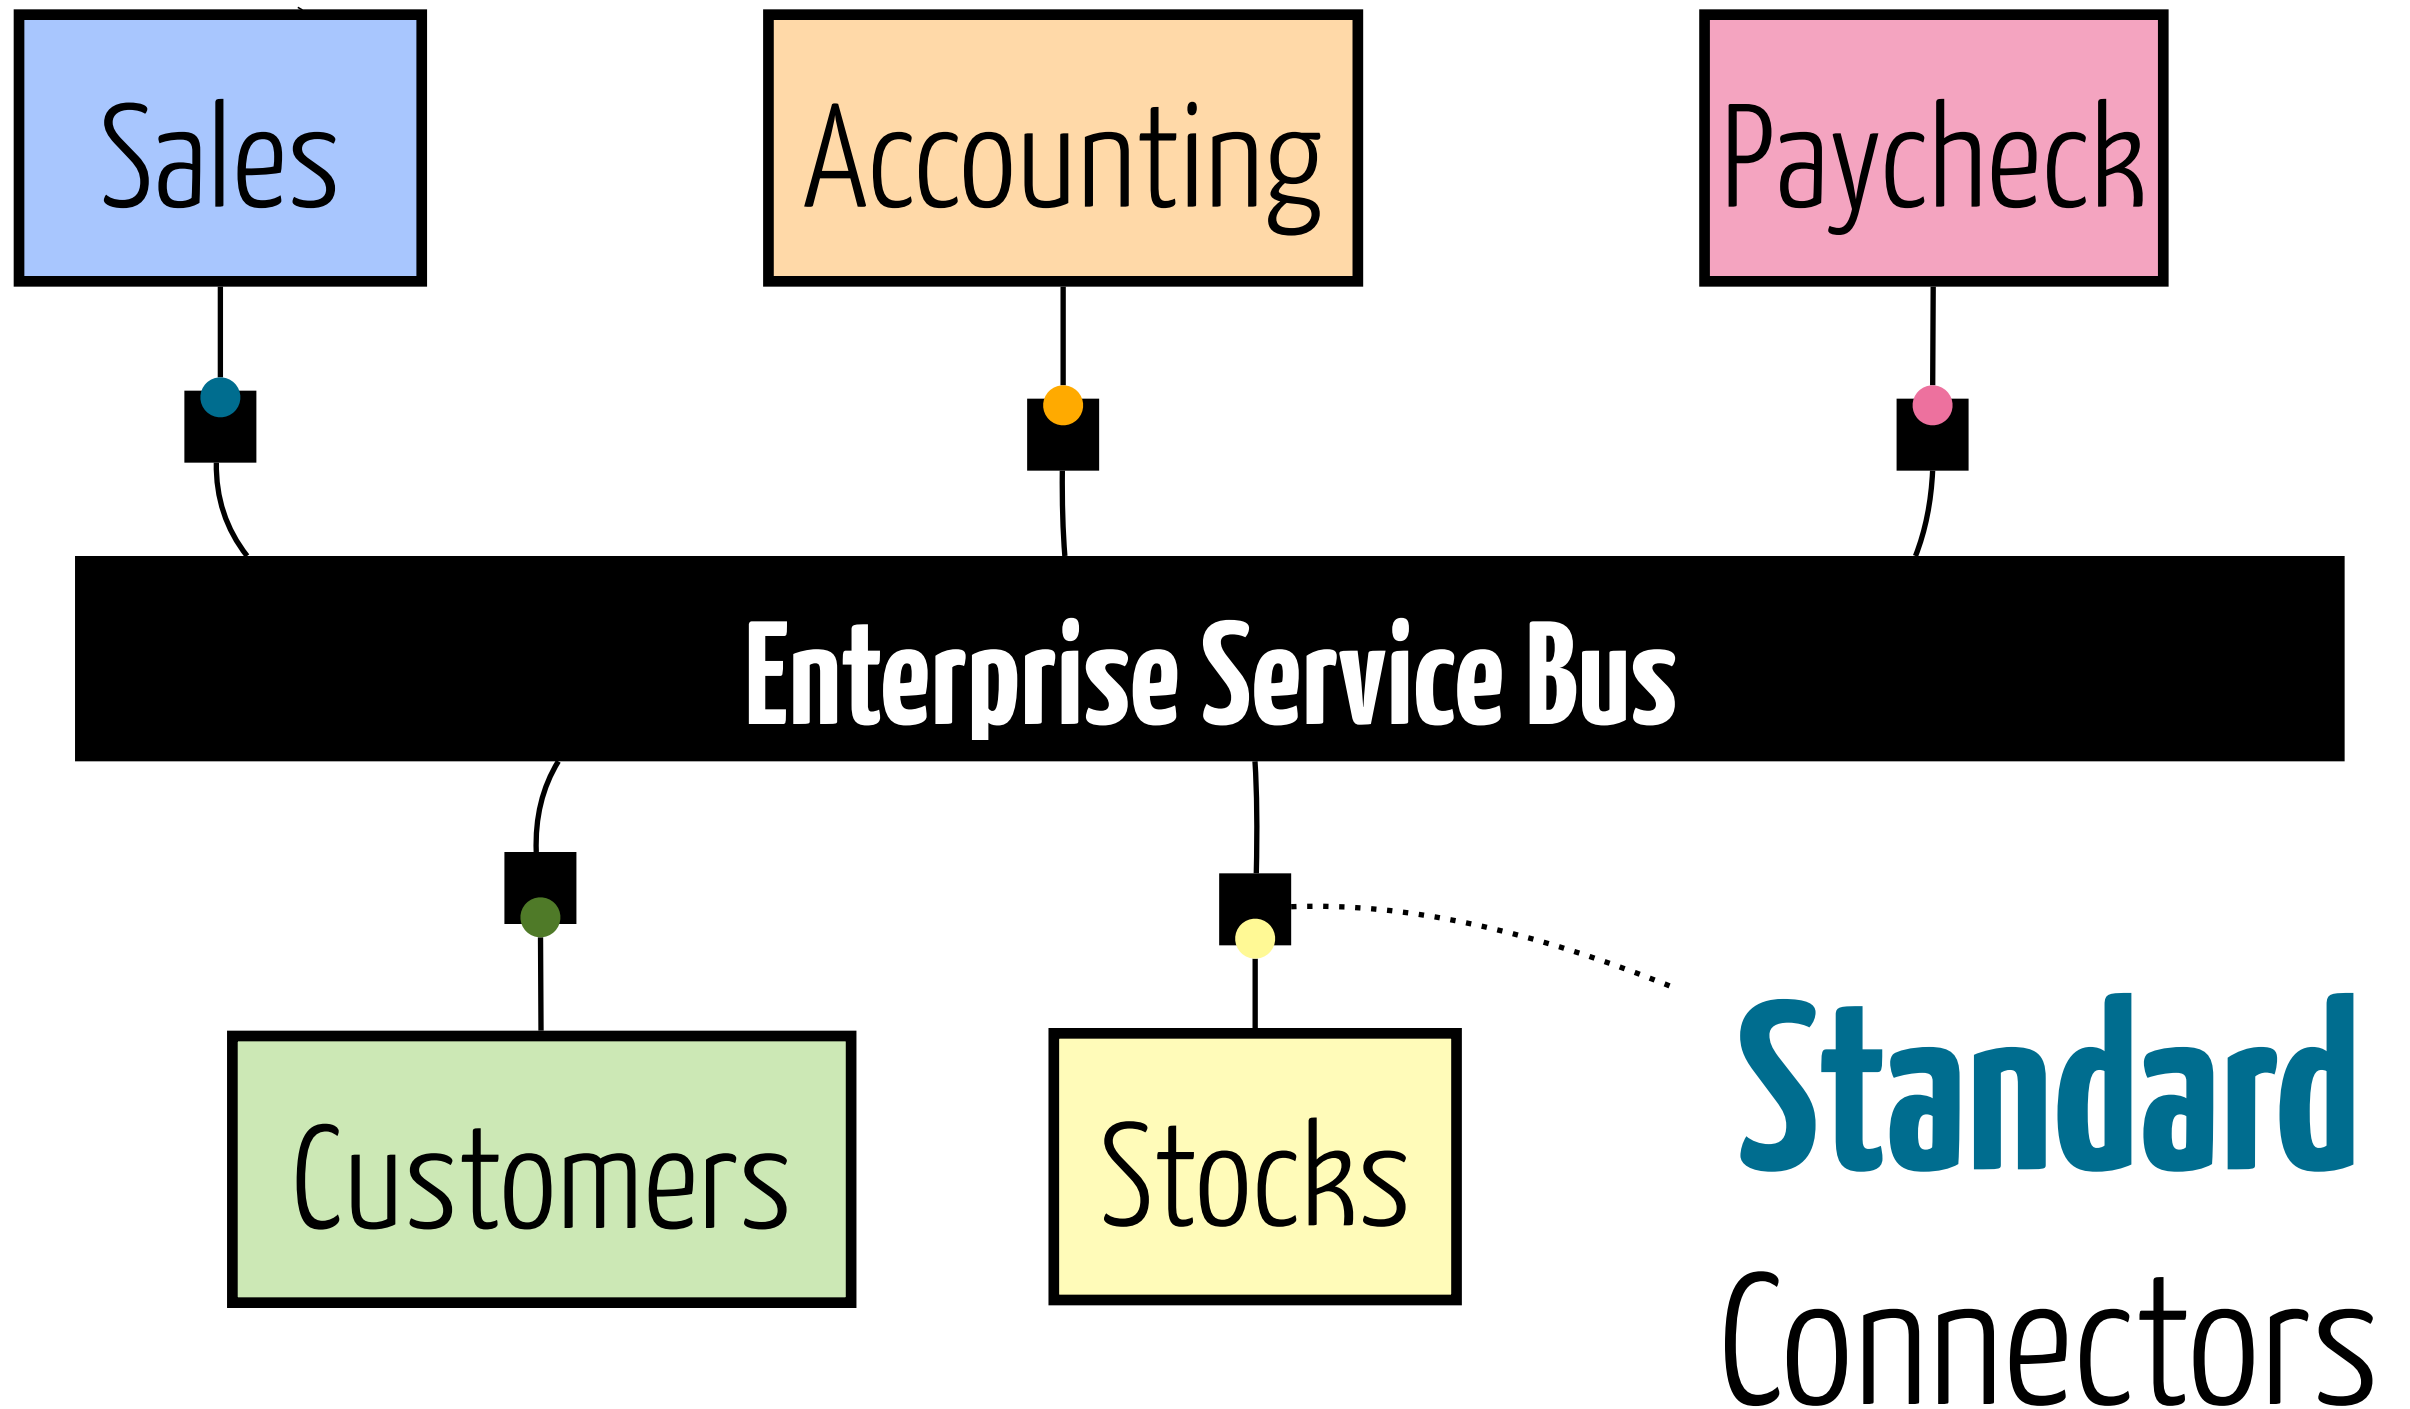 Sales
Accounting
Paycheck
Enterprise Service Bus
Customers
Stocks
Standard
Connectors